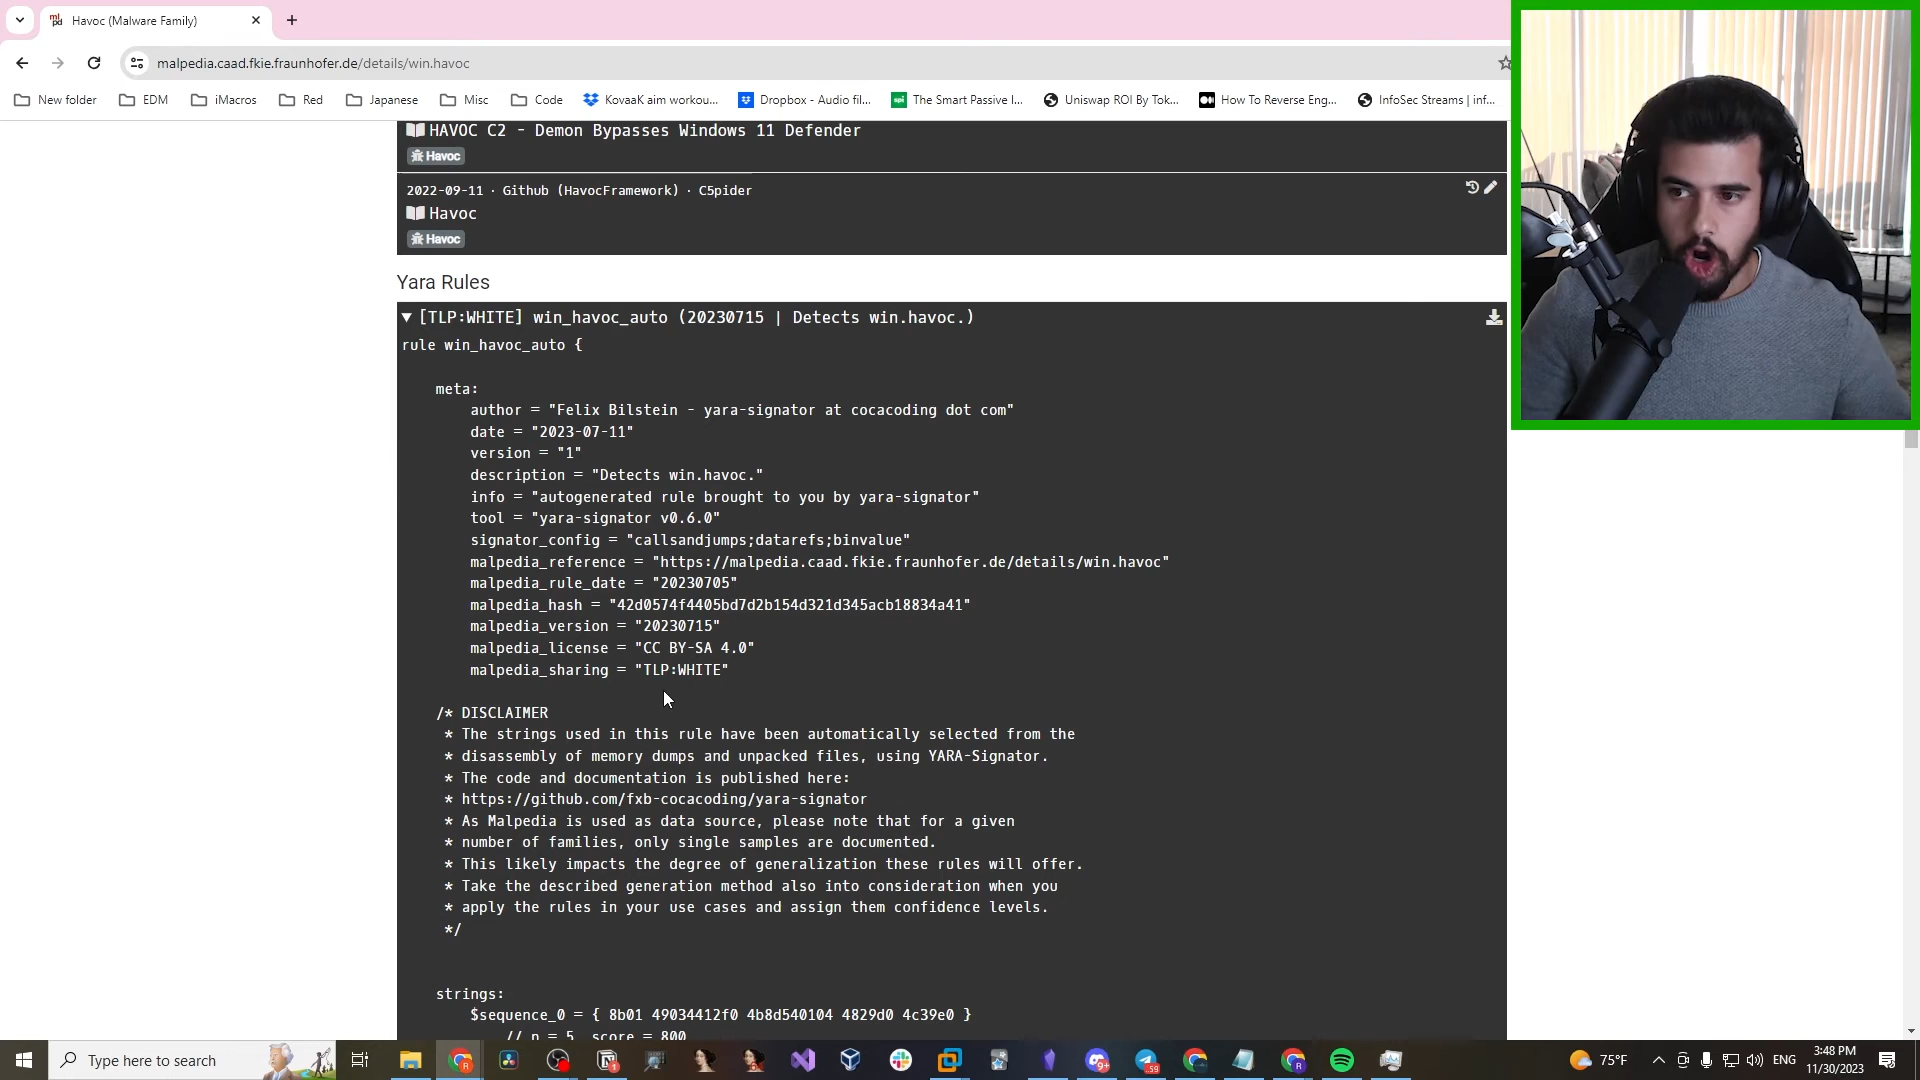 Havoc (Malware Family)
malpedia.caad.fkie.fraunhofer.de/details/win.havoc
New folder EDM iMacros Red Japanese Misc Code KovaaK aim workou... Dropbox - Audio fil... The Smart Passive I... Uniswap ROI By Tok... How To Reverse Eng... InfoSec Streams | inf...
HAVOC C2 - Demon Bypasses Windows 11 Defender
Havoc
2022-09-11 · Github (HavocFramework) · C5pider
Havoc
Havoc
Yara Rules
▼ [TLP:WHITE] win_havoc_auto (20230715 | Detects win.havoc.)
rule win_havoc_auto {
meta:
author = "Felix Bilstein - yara-signator at cocacoding dot com"
date = "2023-07-11"
version = "1"
description = "Detects win.havoc."
info = "autogenerated rule brought to you by yara-signator"
tool = "yara-signator v0.6.0"
signator_config = "callsandjumps;datarefs;binvalue"
malpedia_reference = "https://malpedia.caad.fkie.fraunhofer.de/details/win.havoc"
malpedia_rule_date = "20230705"
malpedia_hash = "42d0574f4405bd7d2b154d321d345acb18834a41"
malpedia_version = "20230715"
malpedia_license = "CC BY-SA 4.0"
malpedia_sharing = "TLP:WHITE"
/* DISCLAIMER
* The strings used in this rule have been automatically selected from the
* disassembly of memory dumps and unpacked files, using YARA-Signator.
* The code and documentation is published here:
* https://github.com/fxb-cocacoding/yara-signator
* As Malpedia is used as data source, please note that for a given
* number of families, only single samples are documented.
* This likely impacts the degree of generalization these rules will offer.
* Take the described generation method also into consideration when you
* apply the rules in your use cases and assign them confidence levels.
*/
strings:
$sequence_0 = { 8b01 49034412f0 4b8d540104 4829d0 4c39e0 }
// n = 5, score = 800
Type here to search
75°F
ENG
3:48 PM
11/30/2023